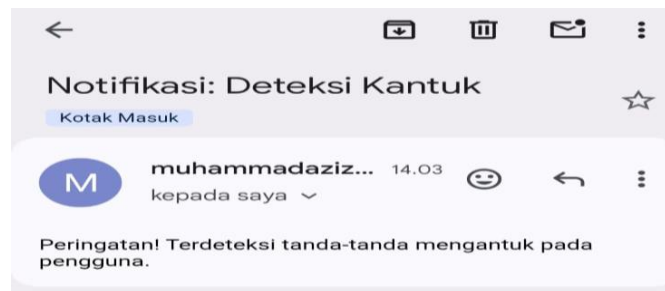 Notifikasi: Deteksi Kantuk
Kotak Masuk
M
muhammadaziz... 14.03
kepada saya
Peringatan! Terdeteksi tanda-tanda mengantuk pada
pengguna.